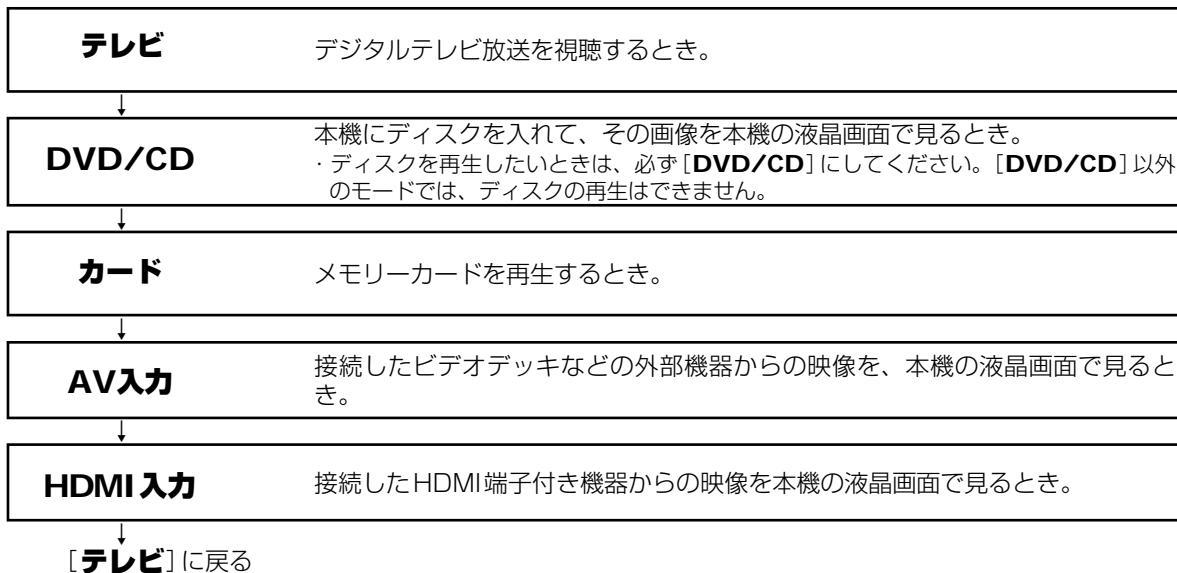 テレビ
デジタルテレビ放送を視聴するとき。
↓
DVD/CD
本機にディスクを入れて、その画像を本機の液晶画面で見るとき。
・ディスクを再生したいときは、必ず[DVD/CD]にしてください。[DVD/CD]以外
のモードでは、ディスクの再生はできません。
↓
カード
メモリーカードを再生するとき。
↓
AV入力
接続したビデオデッキなどの外部機器からの映像を、本機の液晶画面で見ると
き。
↓
HDMI 入力
接続したHDMI端子付き機器からの映像を本機の液晶画面で見るとき。
↓
[テレビ]に戻る